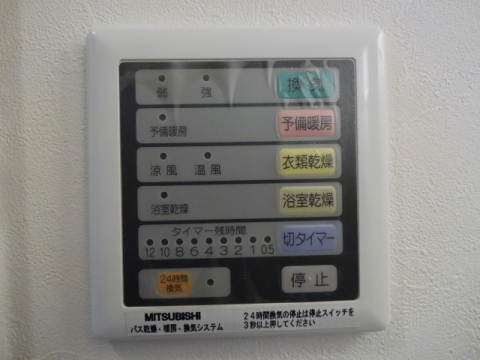 弱 強 換気
予備暖房 予備暖房
涼風 温風 衣類乾燥
浴室乾燥 浴室乾燥
タイマー残時間
12 10 8 6 4 3 2 1 0.5 切タイマー
24時間
換気
停止
MITSUBISHI
バス乾燥・暖房・換気システム
24時間換気の停止は停止スイッチを
3秒以上押してください